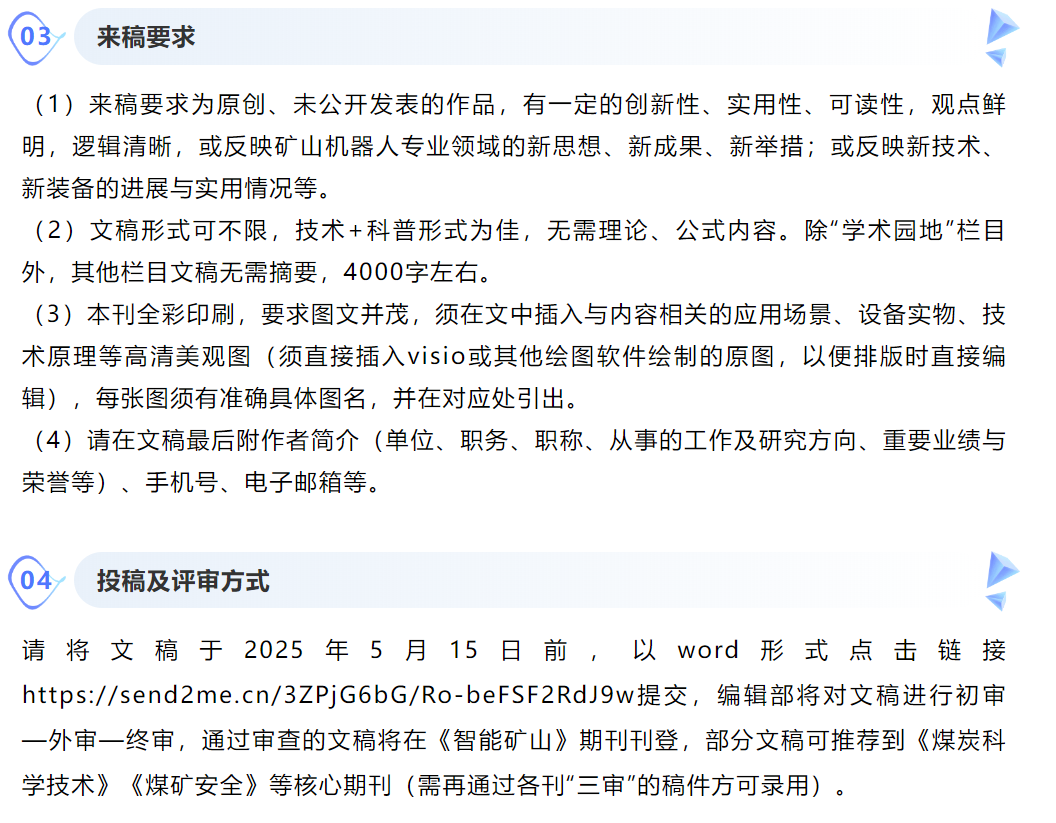 03 来稿要求
（1）来稿要求为原创、未公开发表的作品，有一定的创新性、实用性、可读性，观点鲜
明，逻辑清晰，或反映矿山机器人专业领域的新思想、新成果、新举措；或反映新技术、
新装备的进展与实用情况等。
（2）文稿形式可不限，技术+科普形式为佳，无需理论、公式内容。除“学术园地”栏目
外，其他栏目文稿无需摘要，4000字左右。
（3）本刊全彩印刷，要求图文并茂，须在文中插入与内容相关的应用场景、设备实物、技
术原理等高清美观图（须直接插入visio或其他绘图软件绘制的原图，以便排版时直接编
辑），每张图须有准确具体图名，并在对应处引出。
（4）请在文稿最后附作者简介（单位、职务、职称、从事的工作及研究方向、重要业绩与
荣誉等）、手机号、电子邮箱等。
04 投稿及评审方式
请将文稿于2025年5月15日前，以word形式点击链接
https://send2me.cn/3ZPjG6bG/Ro-beFSF2RdJ9w提交，编辑部将对文稿进行初审
—外审—终审，通过审查的文稿将在《智能矿山》期刊刊登，部分文稿可推荐到《煤炭科
学技术》《煤矿安全》等核心期刊（需再通过各刊“三审”的稿件方可录用）。